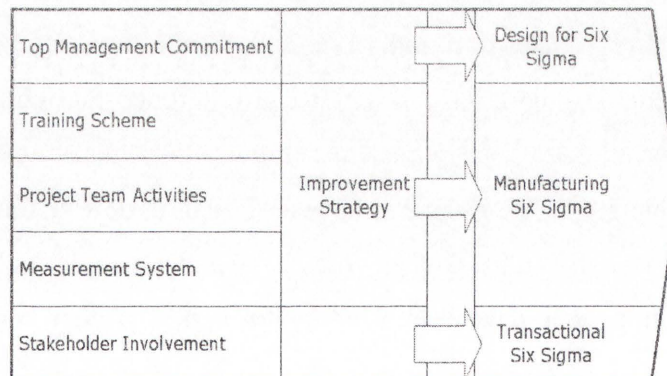 Top Management Commitment
Design for Six
Sigma
Training Scheme
Project Team Activities
Improvement
Strategy
Manufacturing
Six Sigma
Measurement System
Stakeholder Involvement
Transactional
Six Sigma